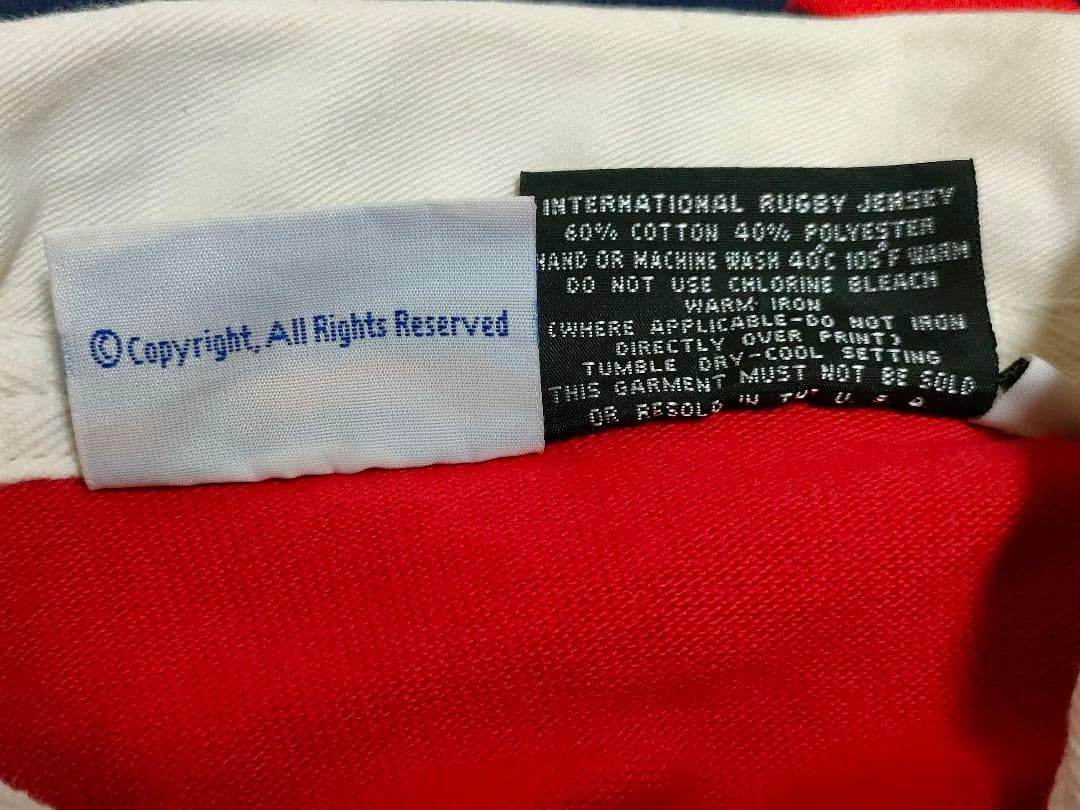 © Copyright, All Rights Reserved
INTERNATIONAL RUGBY JERSEY
60% COTTON 40% POLYESTER
HAND OR MACHINE WASH 40°C 105°F WARM
DO NOT USE CHLORINE BLEACH
WARM IRON
(WHERE APPLICABLE-DO NOT IRON
DIRECTLY OVER PRINT)
TUMBLE DRY-COOL SETTING
THIS GARMENT MUST NOT BE SOLD
OR RESOLD IN